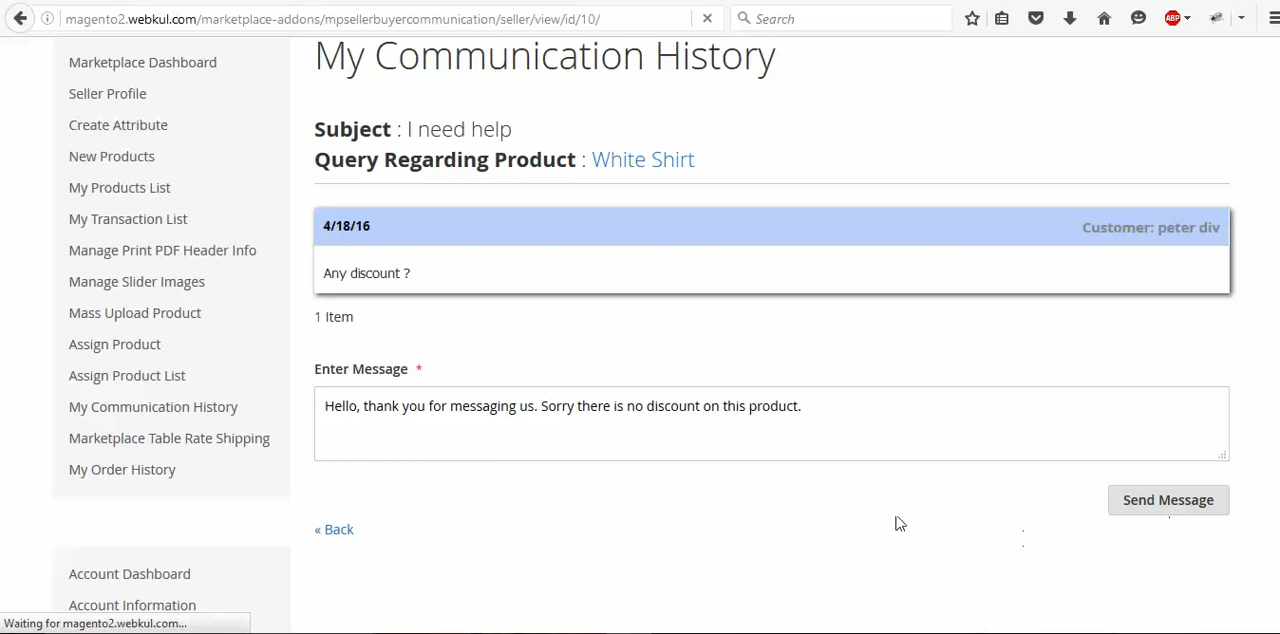 magento2.webkul.com/marketplace-addons/mpsellerbuyercommunication/seller/view/id/10/
Search
ABP
My Communication History
Marketplace Dashboard
Seller Profile
Create Attribute
New Products
My Products List
My Transaction List
Manage Print PDF Header Info
Manage Slider Images
Mass Upload Product
Assign Product
Assign Product List
My Communication History
Marketplace Table Rate Shipping
My Order History
Account Dashboard
Account Information
Subject : I need help
Query Regarding Product : White Shirt
4/18/16
Customer: peter div
Any discount ?
1 Item
Enter Message *
Hello, thank you for messaging us. Sorry there is no discount on this product.
Send Message
« Back
Waiting for magento2.webkul.com...